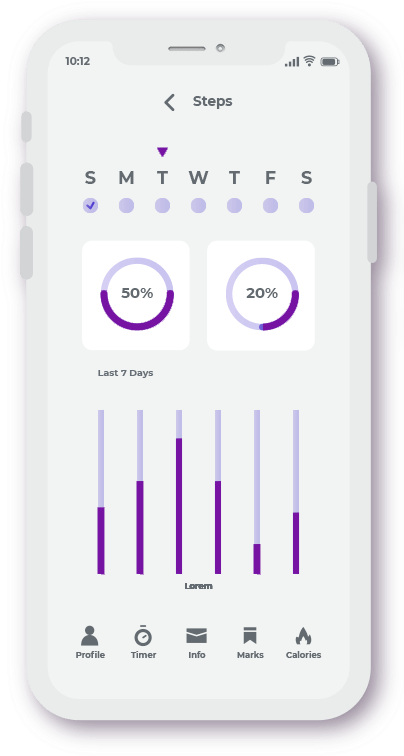 10:12
Steps
S M T W T F S
50% 20%
Last 7 Days
Lorem
Profile Timer Info Marks Calories